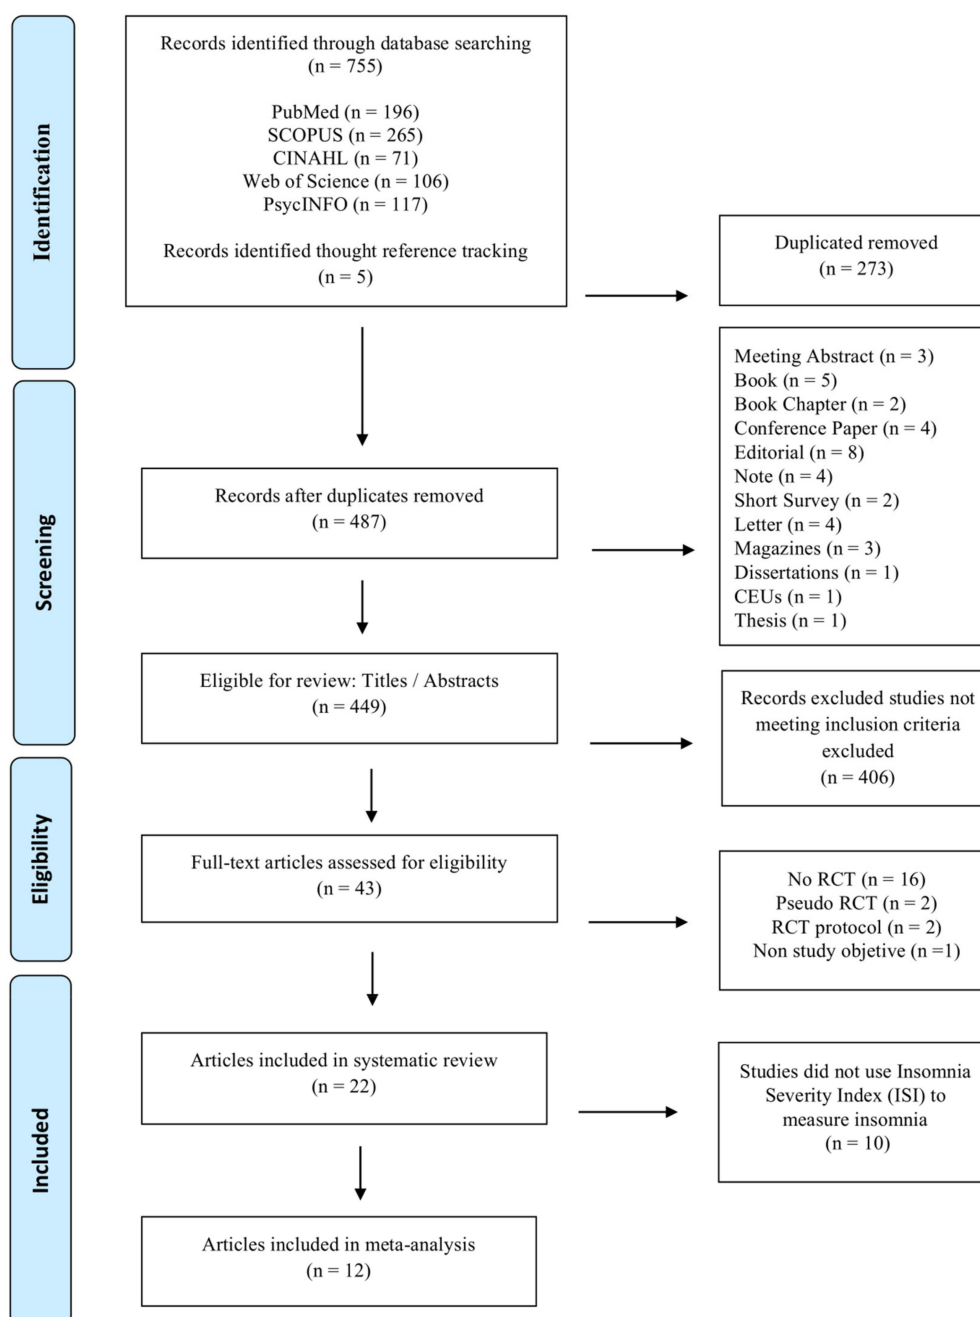 Identification
Records identified through database searching
(n = 755)
PubMed (n = 196)
SCOPUS (n = 265)
CINAHL (n = 71)
Web of Science (n = 106)
PsycINFO (n = 117)
Records identified thought reference tracking
(n = 5)
Duplicated removed
(n = 273)
Screening
Records after duplicates removed
(n = 487)
Meeting Abstract (n = 3)
Book (n = 5)
Book Chapter (n = 2)
Conference Paper (n = 4)
Editorial (n = 8)
Note (n = 4)
Short Survey (n = 2)
Letter (n = 4)
Magazines (n = 3)
Dissertations (n = 1)
CEUs (n = 1)
Thesis (n = 1)
Eligible for review: Titles / Abstracts
(n = 449)
Records excluded studies not
meeting inclusion criteria
excluded
(n = 406)
Eligibility
Full-text articles assessed for eligibility
(n = 43)
No RCT (n = 16)
Pseudo RCT (n = 2)
RCT protocol (n = 2)
Non study objetive (n =1)
Included
Articles included in systematic review
(n = 22)
Studies did not use Insomnia
Severity Index (ISI) to
measure insomnia
(n = 10)
Articles included in meta-analysis
(n = 12)